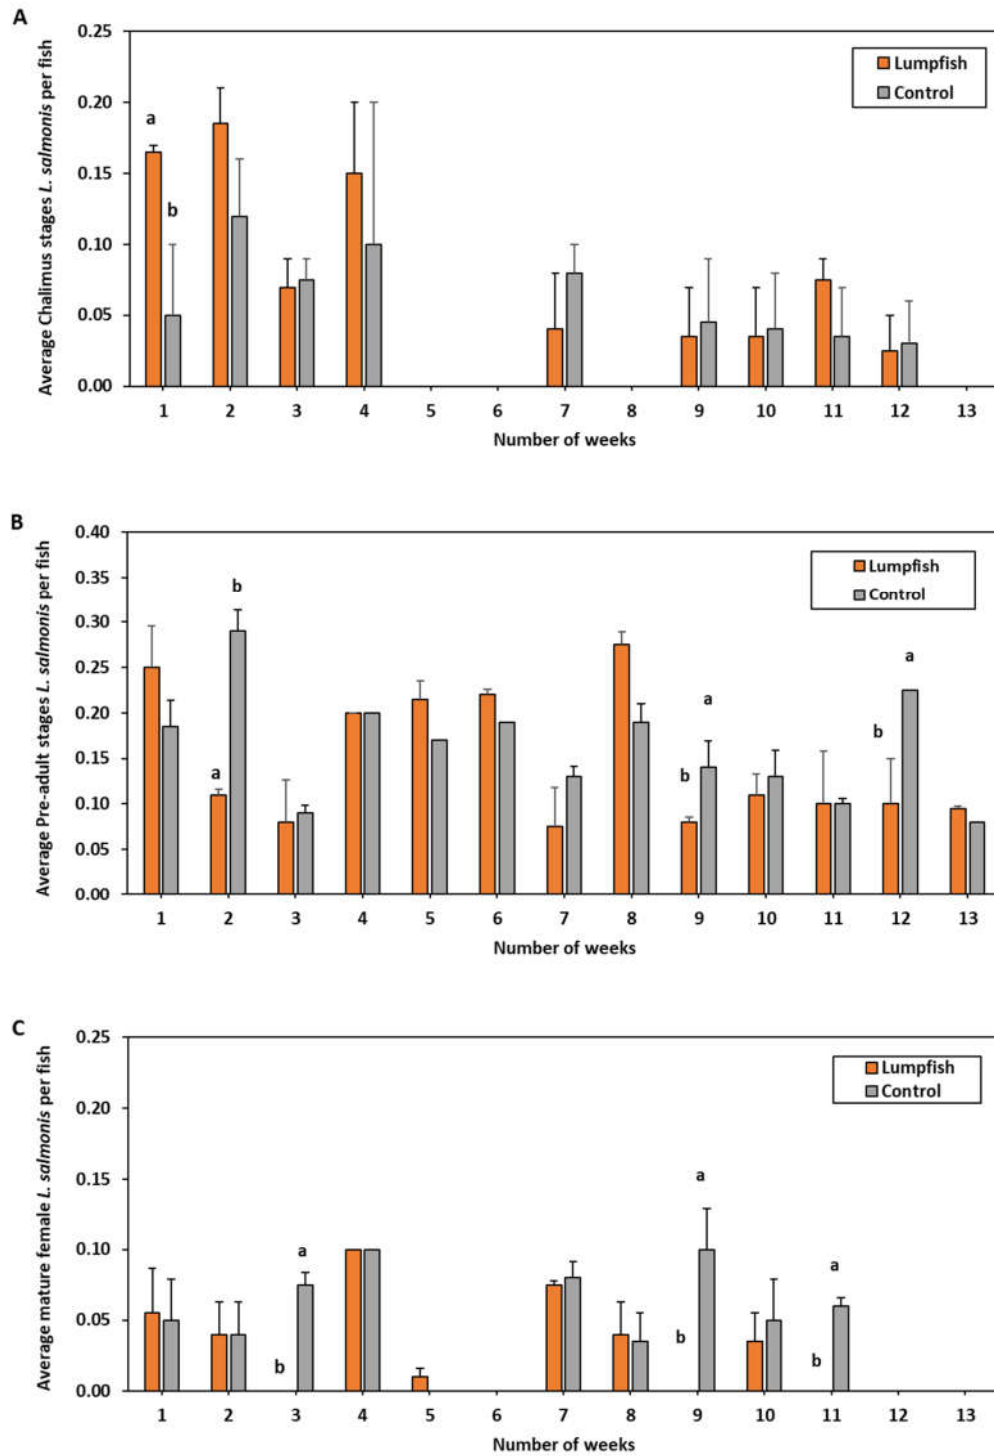 A
Average Chalimus stages L. salmonis per fish
0.25
0.20
0.15
0.10
0.05
0.00
Lumpfish
Control
a
b
1 2 3 4 5 6 7 8 9 10 11 12 13
Number of weeks
B
Average Pre-adult stages L. salmonis per fish
0.40
0.35
0.30
0.25
0.20
0.15
0.10
0.05
0.00
Lumpfish
Control
a
b
b
a
b
a
1 2 3 4 5 6 7 8 9 10 11 12 13
Number of weeks
C
Average mature female L. salmonis per fish
0.25
0.20
0.15
0.10
0.05
0.00
Lumpfish
Control
b
a
b
a
b
a
1 2 3 4 5 6 7 8 9 10 11 12 13
Number of weeks